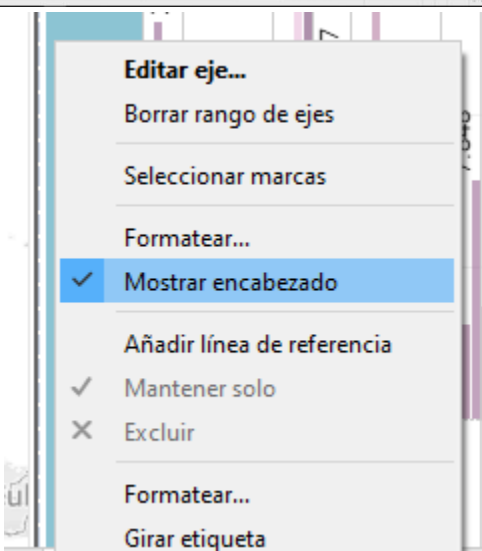 Editar eje...
Borrar rango de ejes
Seleccionar marcas
Formatear...
Mostrar encabezado
Añadir línea de referencia
Mantener solo
Excluir
Formatear...
Girar etiqueta